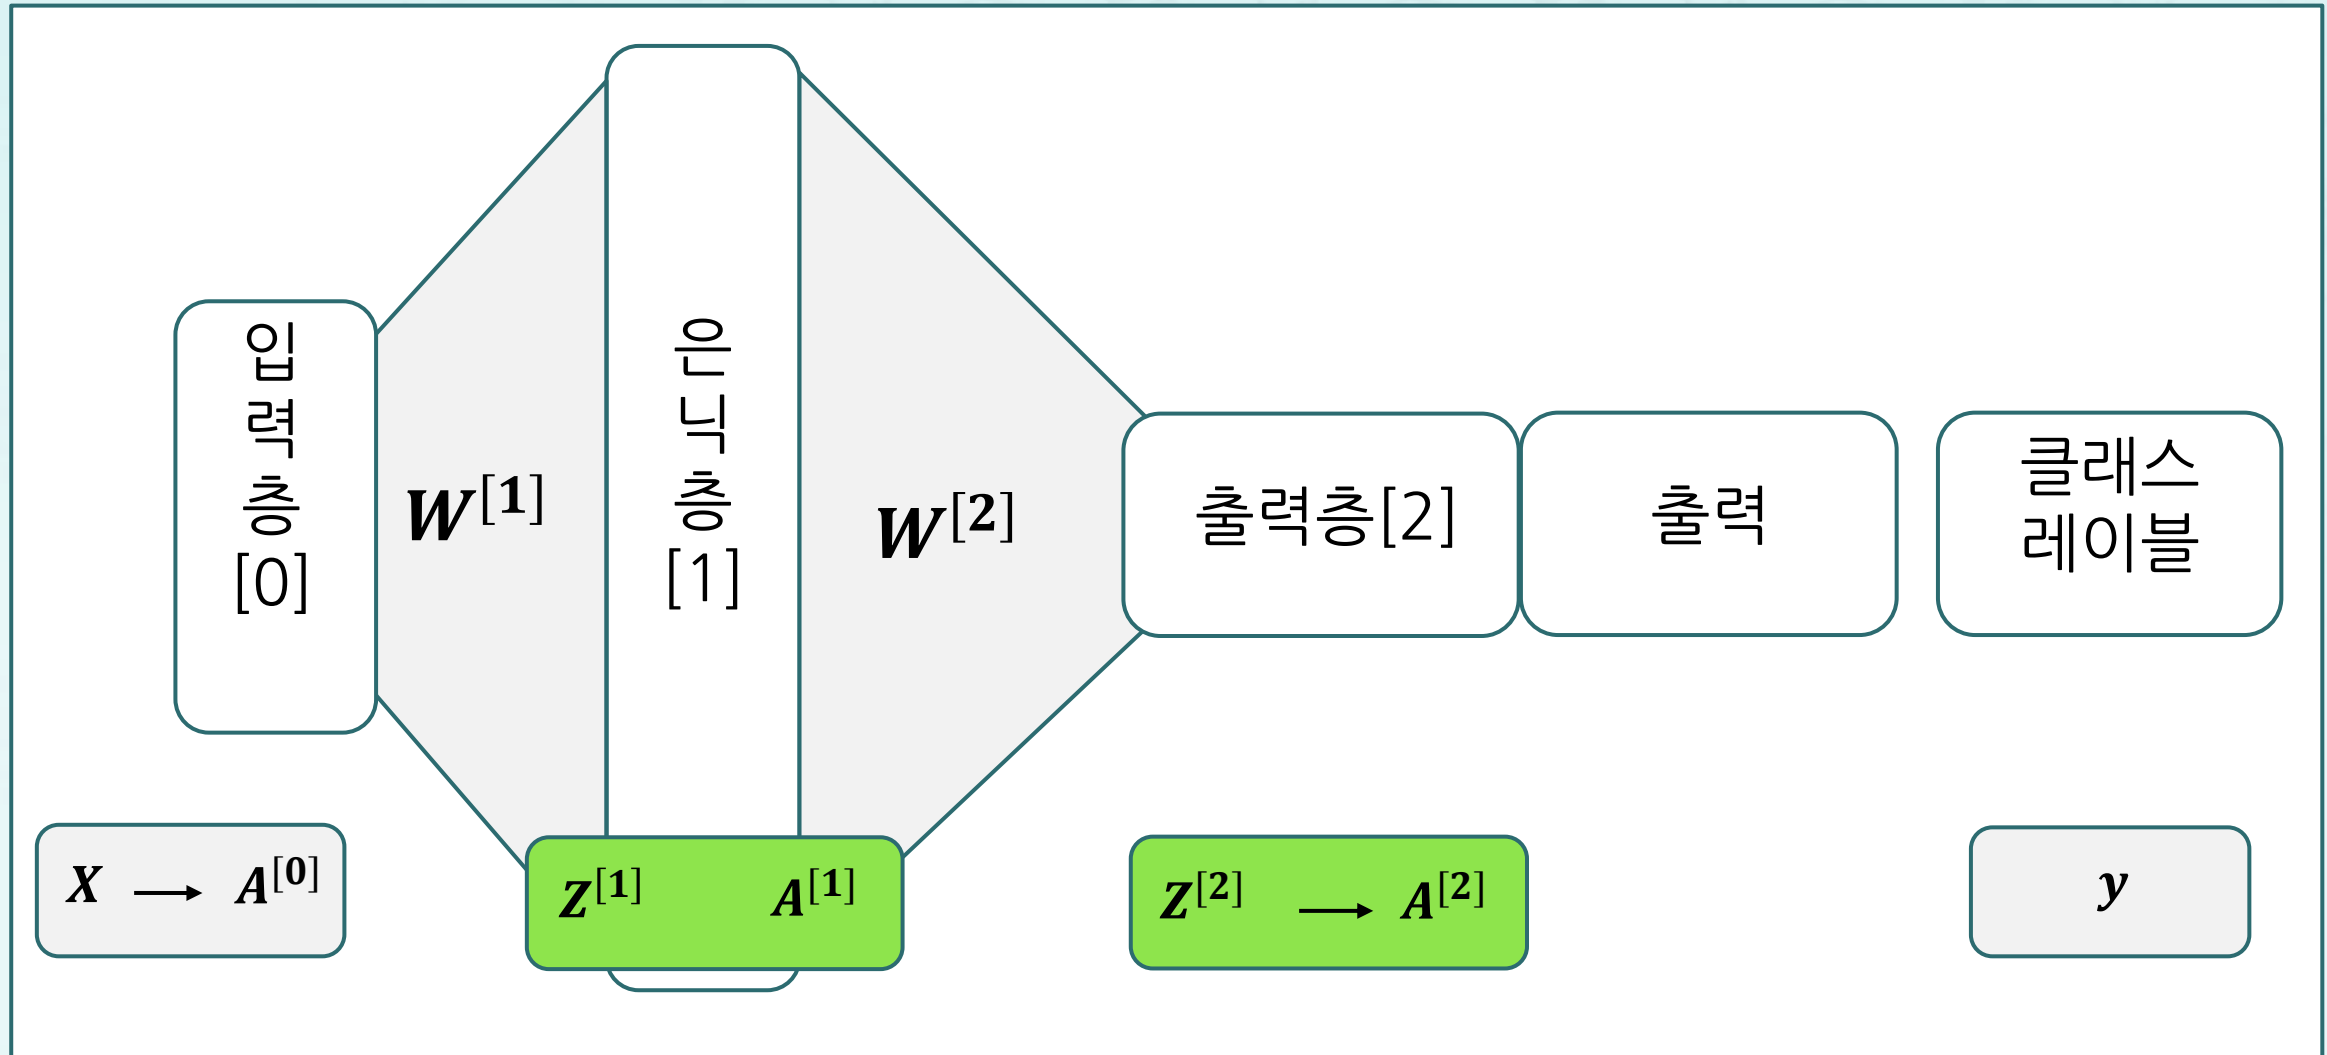 입
력
층
[0]
W[1]
은
닉
층
[1]
W[2]
출력층[2]
출력
클래스
레이블
X → A[0]
Z[1] A[1]
Z[2] → A[2]
y